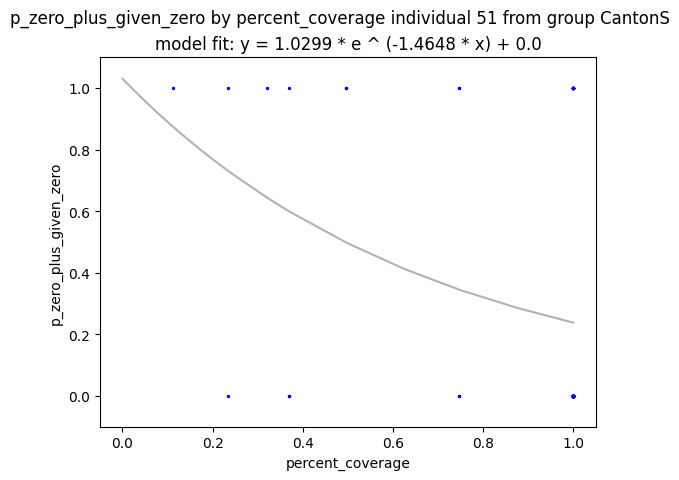 p_zero_plus_given_zero by percent_coverage individual 51 from group CantonS
model fit: y = 1.0299 * e ^ (-1.4648 * x) + 0.0
1.0
0.8
0.6
0.4
0.2
0.0
p_zero_plus_given_zero
0.0 0.2 0.4 0.6 0.8 1.0
percent_coverage